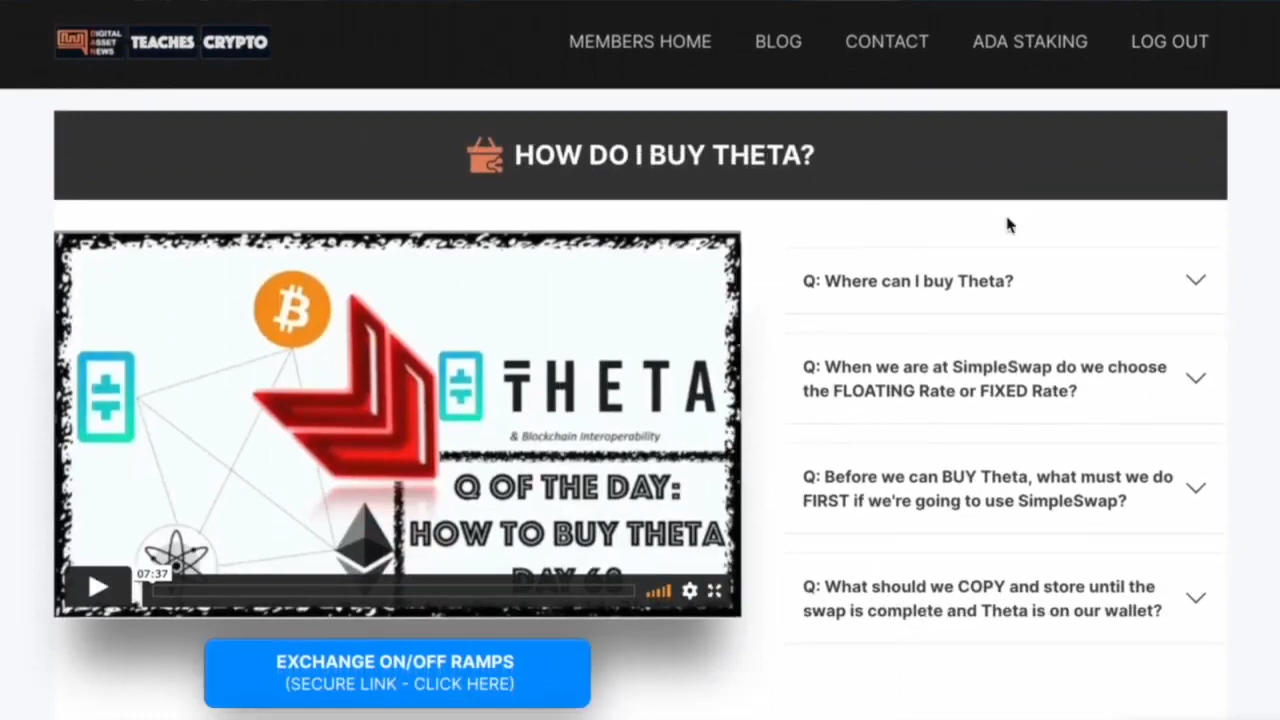 DIGITAL
ASSET
NEWS
TEACHES CRYPTO
MEMBERS HOME
BLOG
CONTACT
ADA STAKING
LOG OUT
HOW DO I BUY THETA?
THETA
& Blockchain Interoperability
Q OF THE DAY:
HOW TO BUY THETA
DAY 68
07:37
EXCHANGE ON/OFF RAMPS
(SECURE LINK - CLICK HERE)
Q: Where can I buy Theta?
Q: When we are at SimpleSwap do we choose
the FLOATING Rate or FIXED Rate?
Q: Before we can BUY Theta, what must we do
FIRST if we're going to use SimpleSwap?
Q: What should we COPY and store until the
swap is complete and Theta is on our wallet?